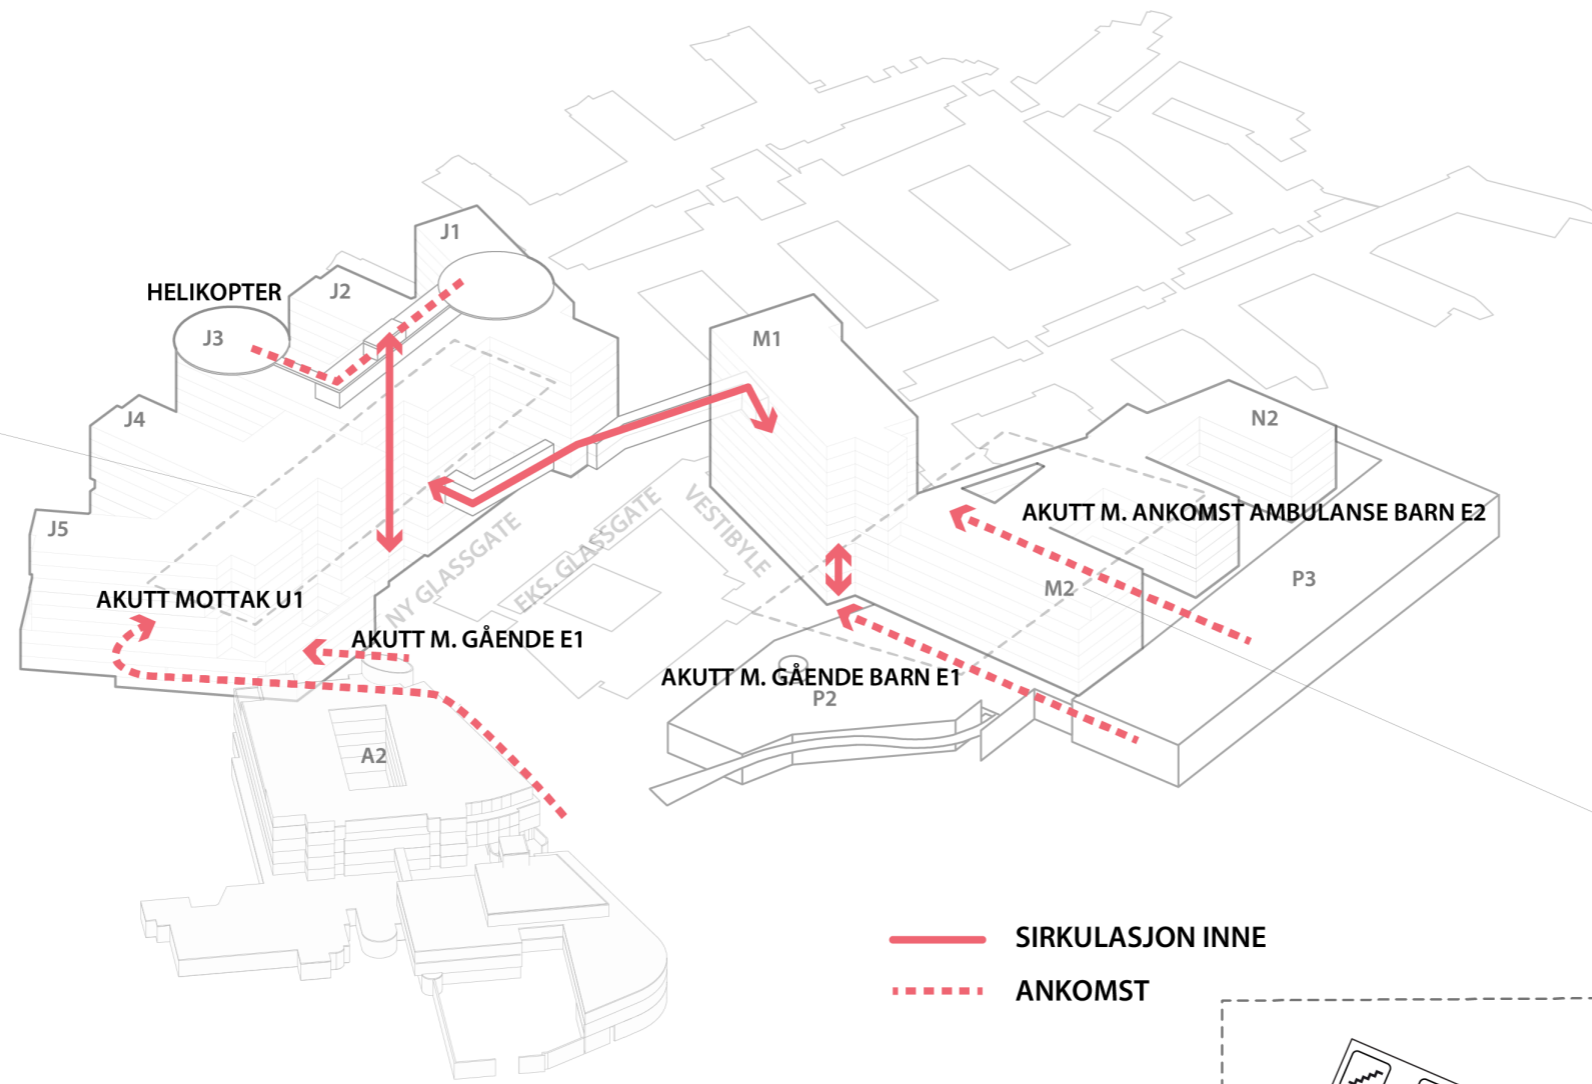 J1
HELIKOPTER
J2
J3
M1
J4
N2
J5
NY GLASSGATE
EKS. GLASSGATE
VESTIBYLE
AKUTT M. ANKOMST AMBULANSE BARN E2
P3
M2
AKUTT MOTTAK U1
AKUTT M. GÅENDE E1
AKUTT M. GÅENDE BARN E1
P2
A2
SIRKULASJON INNE
ANKOMST